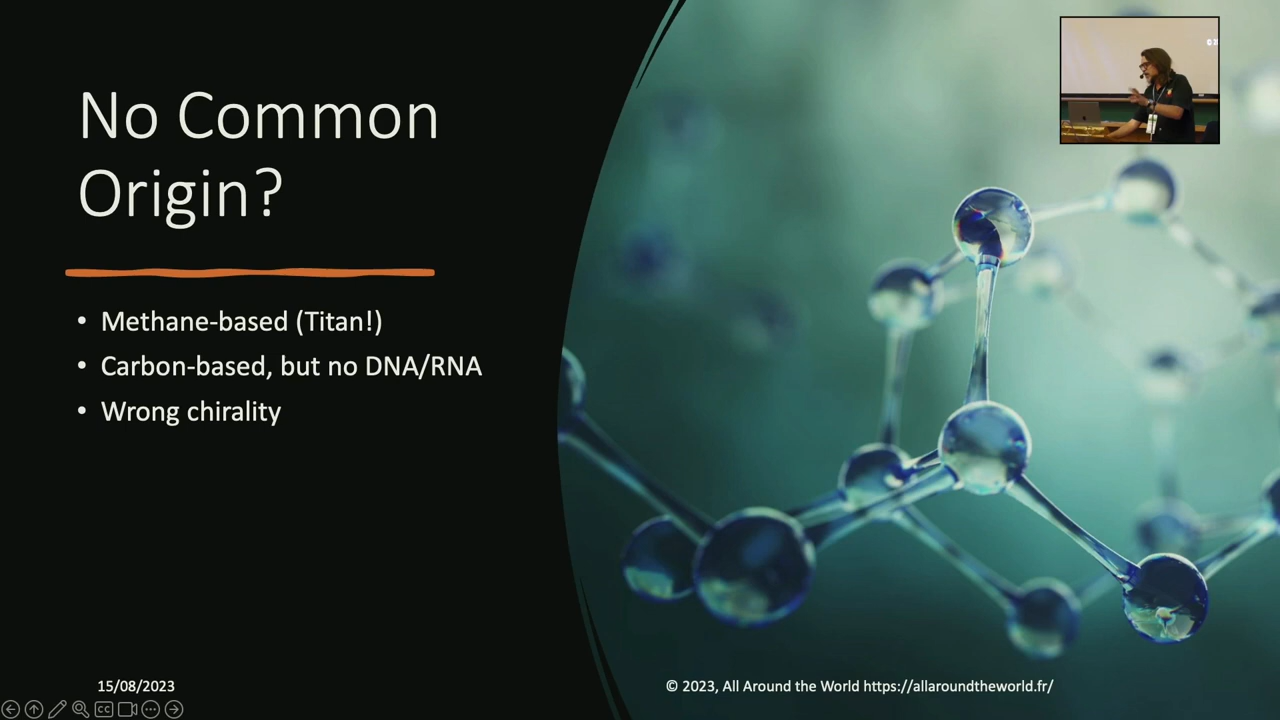 No Common
Origin?
• Methane-based (Titan!)
• Carbon-based, but no DNA/RNA
• Wrong chirality
15/08/2023
© 2023, All Around the World https://allaroundtheworld.fr/
CC